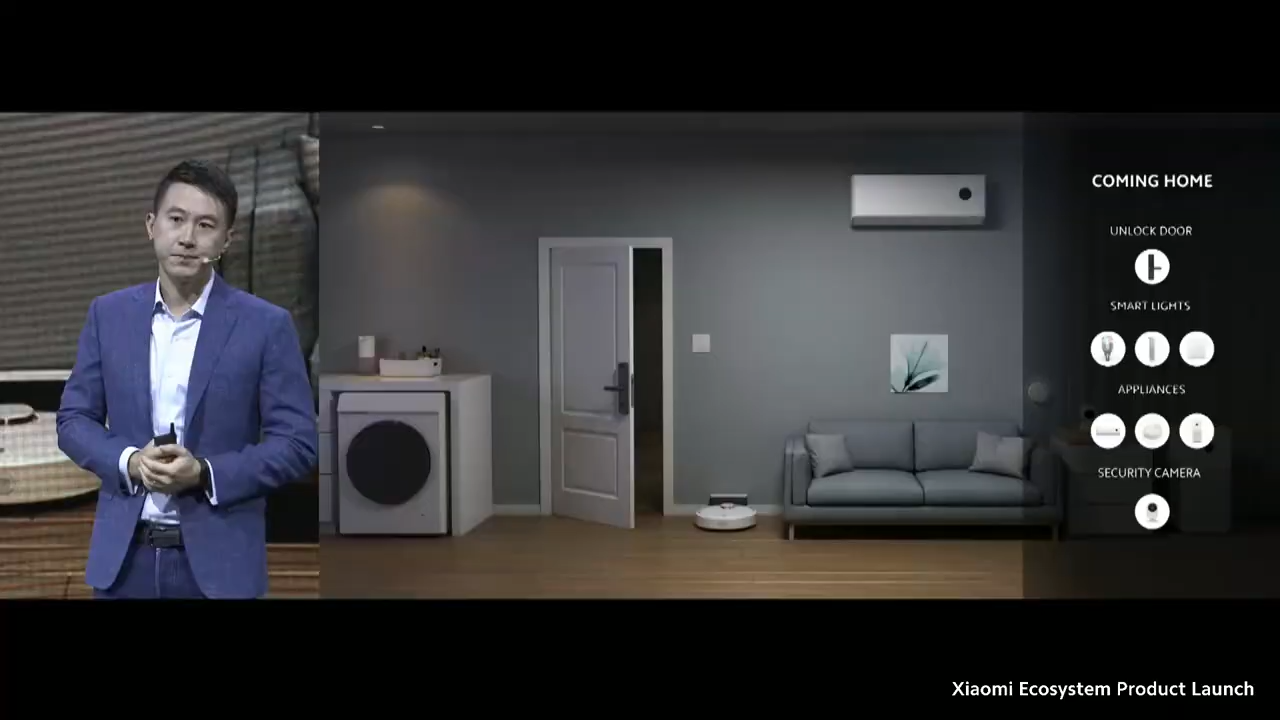 COMING HOME
UNLOCK DOOR
SMART LIGHTS
APPLIANCES
SECURITY CAMERA
Xiaomi Ecosystem Product Launch